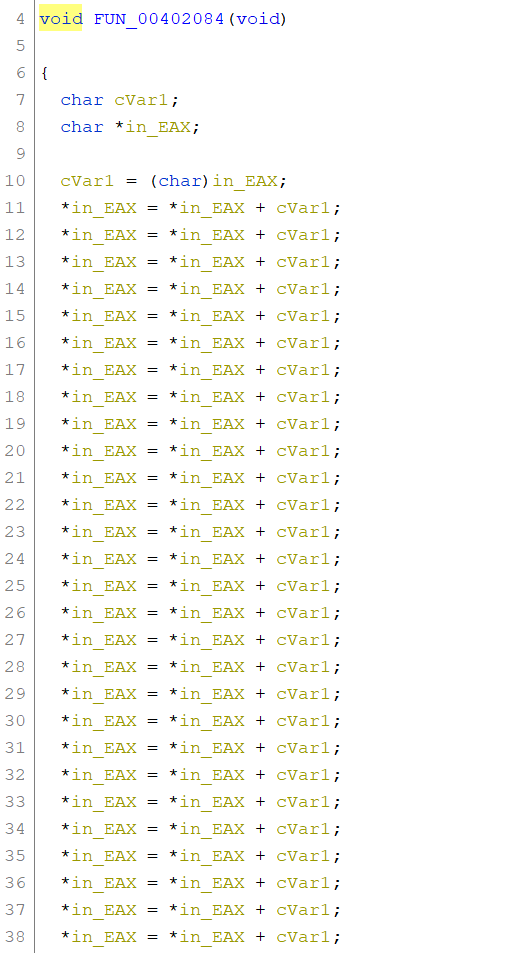 4 void FUN_00402084(void)
5
6 {
7 char cVar1;
8 char *in_EAX;
9
10 cVar1 = (char)in_EAX;
11 *in_EAX = *in_EAX + cVar1;
12 *in_EAX = *in_EAX + cVar1;
13 *in_EAX = *in_EAX + cVar1;
14 *in_EAX = *in_EAX + cVar1;
15 *in_EAX = *in_EAX + cVar1;
16 *in_EAX = *in_EAX + cVar1;
17 *in_EAX = *in_EAX + cVar1;
18 *in_EAX = *in_EAX + cVar1;
19 *in_EAX = *in_EAX + cVar1;
20 *in_EAX = *in_EAX + cVar1;
21 *in_EAX = *in_EAX + cVar1;
22 *in_EAX = *in_EAX + cVar1;
23 *in_EAX = *in_EAX + cVar1;
24 *in_EAX = *in_EAX + cVar1;
25 *in_EAX = *in_EAX + cVar1;
26 *in_EAX = *in_EAX + cVar1;
27 *in_EAX = *in_EAX + cVar1;
28 *in_EAX = *in_EAX + cVar1;
29 *in_EAX = *in_EAX + cVar1;
30 *in_EAX = *in_EAX + cVar1;
31 *in_EAX = *in_EAX + cVar1;
32 *in_EAX = *in_EAX + cVar1;
33 *in_EAX = *in_EAX + cVar1;
34 *in_EAX = *in_EAX + cVar1;
35 *in_EAX = *in_EAX + cVar1;
36 *in_EAX = *in_EAX + cVar1;
37 *in_EAX = *in_EAX + cVar1;
38 *in_EAX = *in_EAX + cVar1;